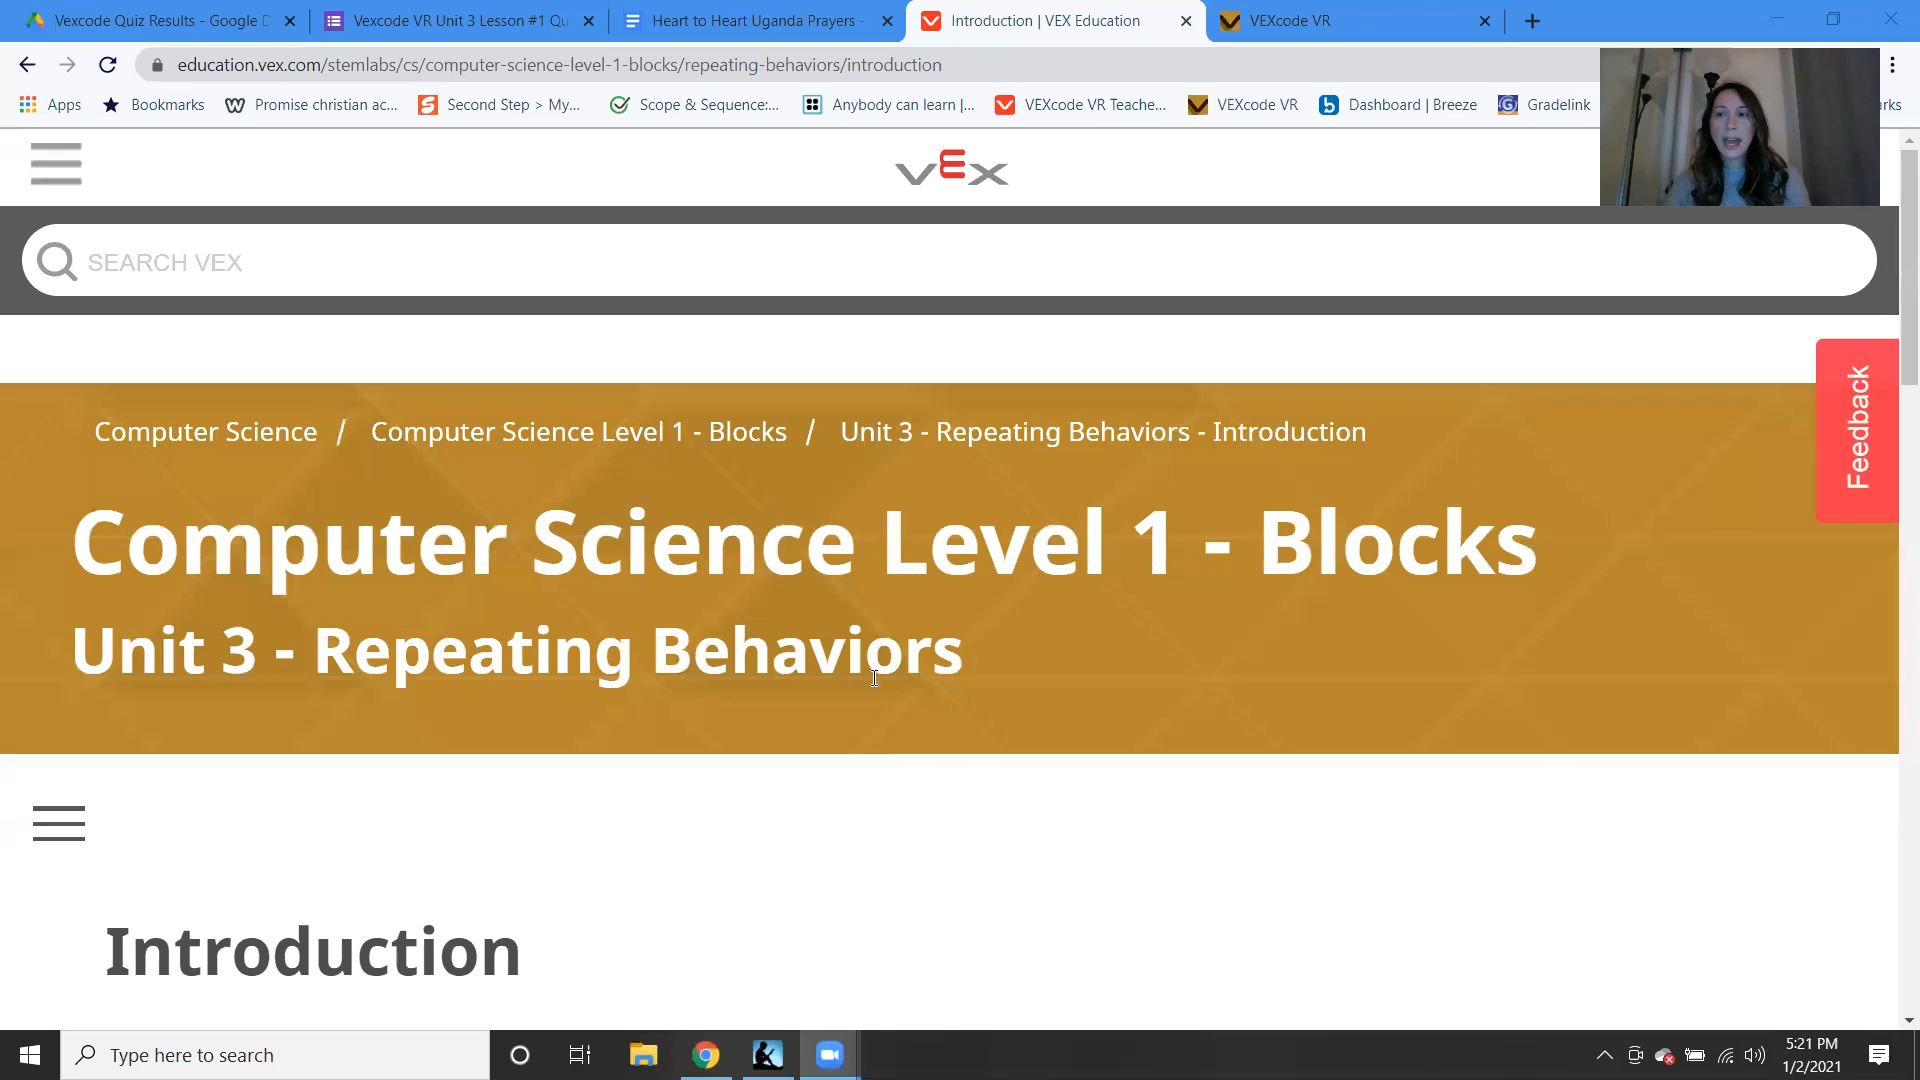 Vexcode Quiz Results - Google D
Vexcode VR Unit 3 Lesson #1 Qu
Heart to Heart Uganda Prayers -
Introduction | VEX Education
VEXcode VR
education.vex.com/stemlabs/cs/computer-science-level-1-blocks/repeating-behaviors/introduction
Apps
Bookmarks
Promise christian ac...
Second Step > My...
Scope & Sequence:...
Anybody can learn |...
VEXcode VR Teache...
VEXcode VR
Dashboard | Breeze
Gradelink
arks
vex
SEARCH VEX
Feedback
Computer Science / Computer Science Level 1 - Blocks / Unit 3 - Repeating Behaviors - Introduction
Computer Science Level 1 - Blocks
Unit 3 - Repeating Behaviors
Introduction
Type here to search
5:21 PM
1/2/2021